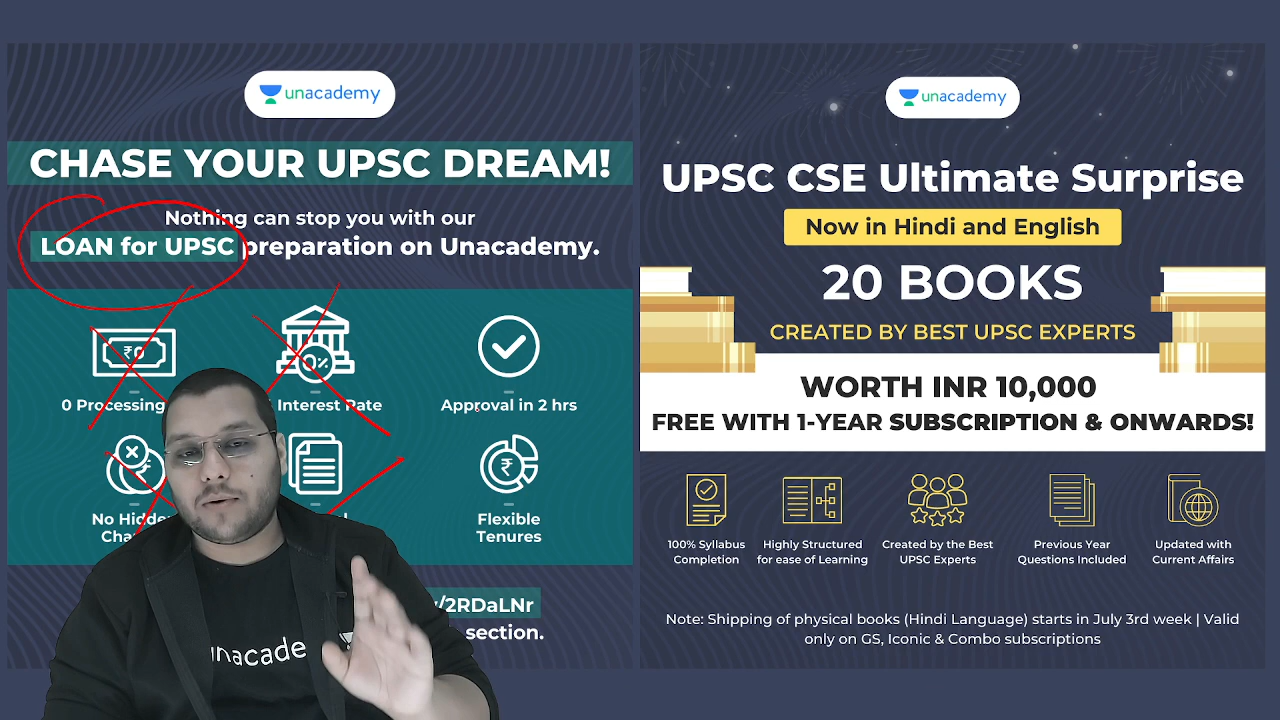 unacademy
CHASE YOUR UPSC DREAM!
Nothing can stop you with our
LOAN for UPSC preparation on Unacademy.
₹0
0%
0 Processing
Interest Rate
Approval in 2 hrs
₹
₹
No Hidden
Flexible
Tenures
/2RDaLNr
section.
unacade
unacademy
UPSC CSE Ultimate Surprise
Now in Hindi and English
20 BOOKS
CREATED BY BEST UPSC EXPERTS
WORTH INR 10,000
FREE WITH 1-YEAR SUBSCRIPTION & ONWARDS!
100% Syllabus
Completion
Highly Structured
for ease of Learning
Created by the Best
UPSC Experts
Previous Year
Questions Included
Updated with
Current Affairs
Note: Shipping of physical books (Hindi Language) starts in July 3rd week | Valid
only on GS, Iconic & Combo subscriptions